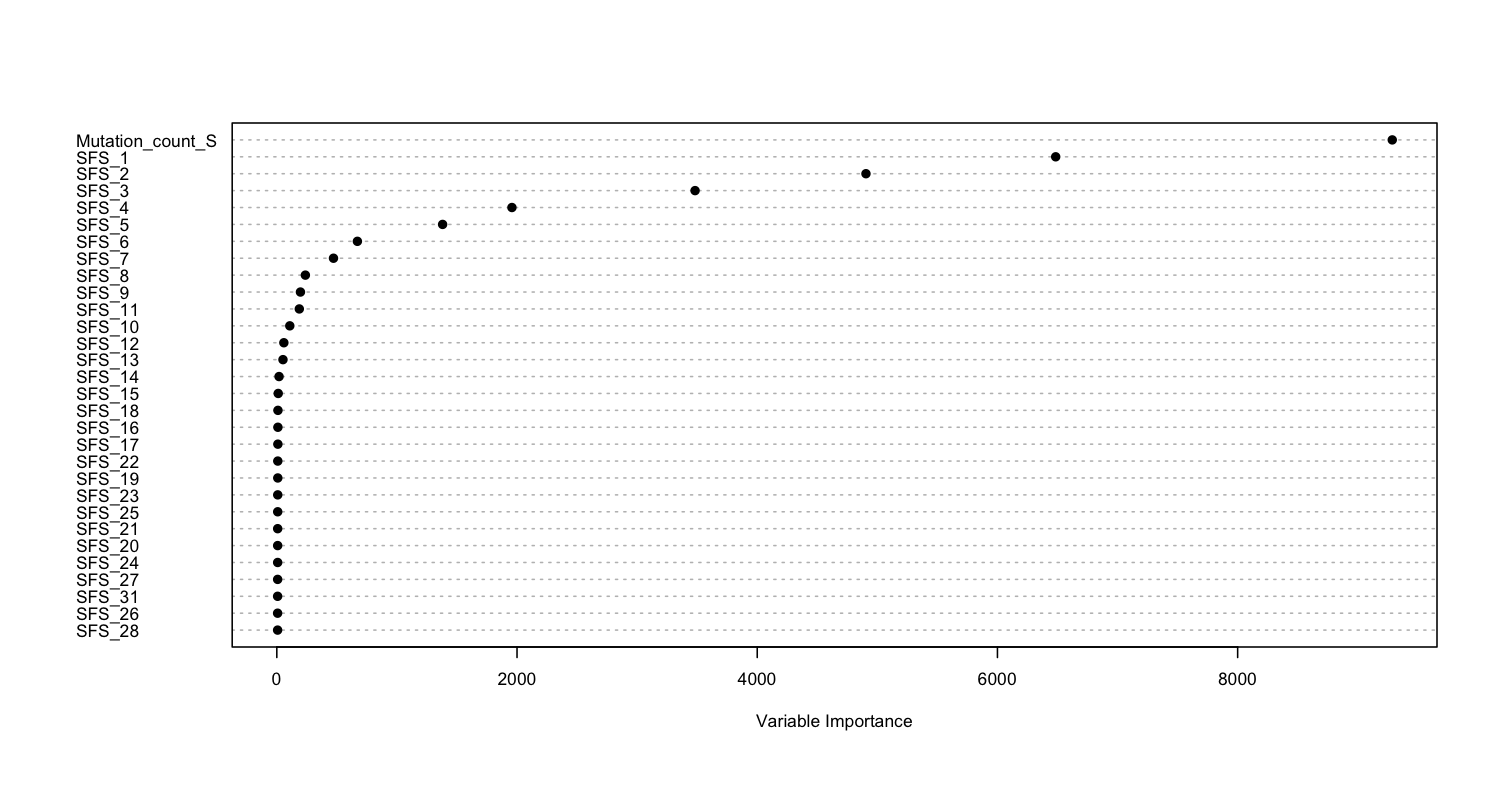 Mutation_count_S
SFS_1
SFS_2
SFS_3
SFS_4
SFS_5
SFS_6
SFS_7
SFS_8
SFS_9
SFS_11
SFS_10
SFS_12
SFS_13
SFS_14
SFS_15
SFS_18
SFS_16
SFS_17
SFS_22
SFS_19
SFS_23
SFS_25
SFS_21
SFS_20
SFS_24
SFS_27
SFS_31
SFS_26
SFS_28
0 2000 4000 6000 8000
Variable Importance